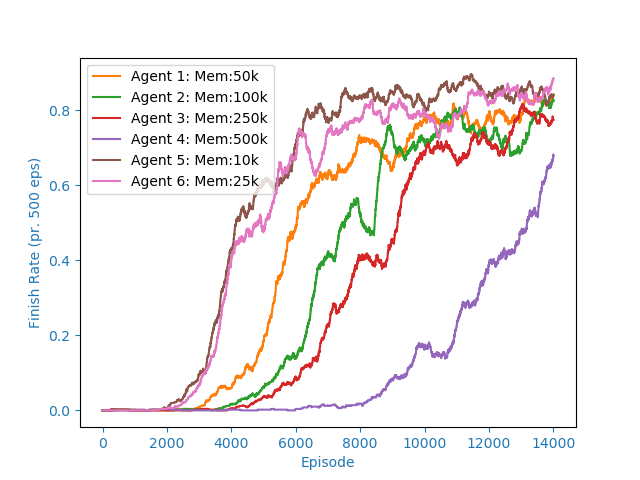 Agent 1: Mem:50k
Agent 2: Mem:100k
Agent 3: Mem:250k
Agent 4: Mem:500k
Agent 5: Mem:10k
Agent 6: Mem:25k
Finish Rate (pr. 500 eps)
0.8
0.6
0.4
0.2
0.0
0 2000 4000 6000 8000 10000 12000 14000
Episode